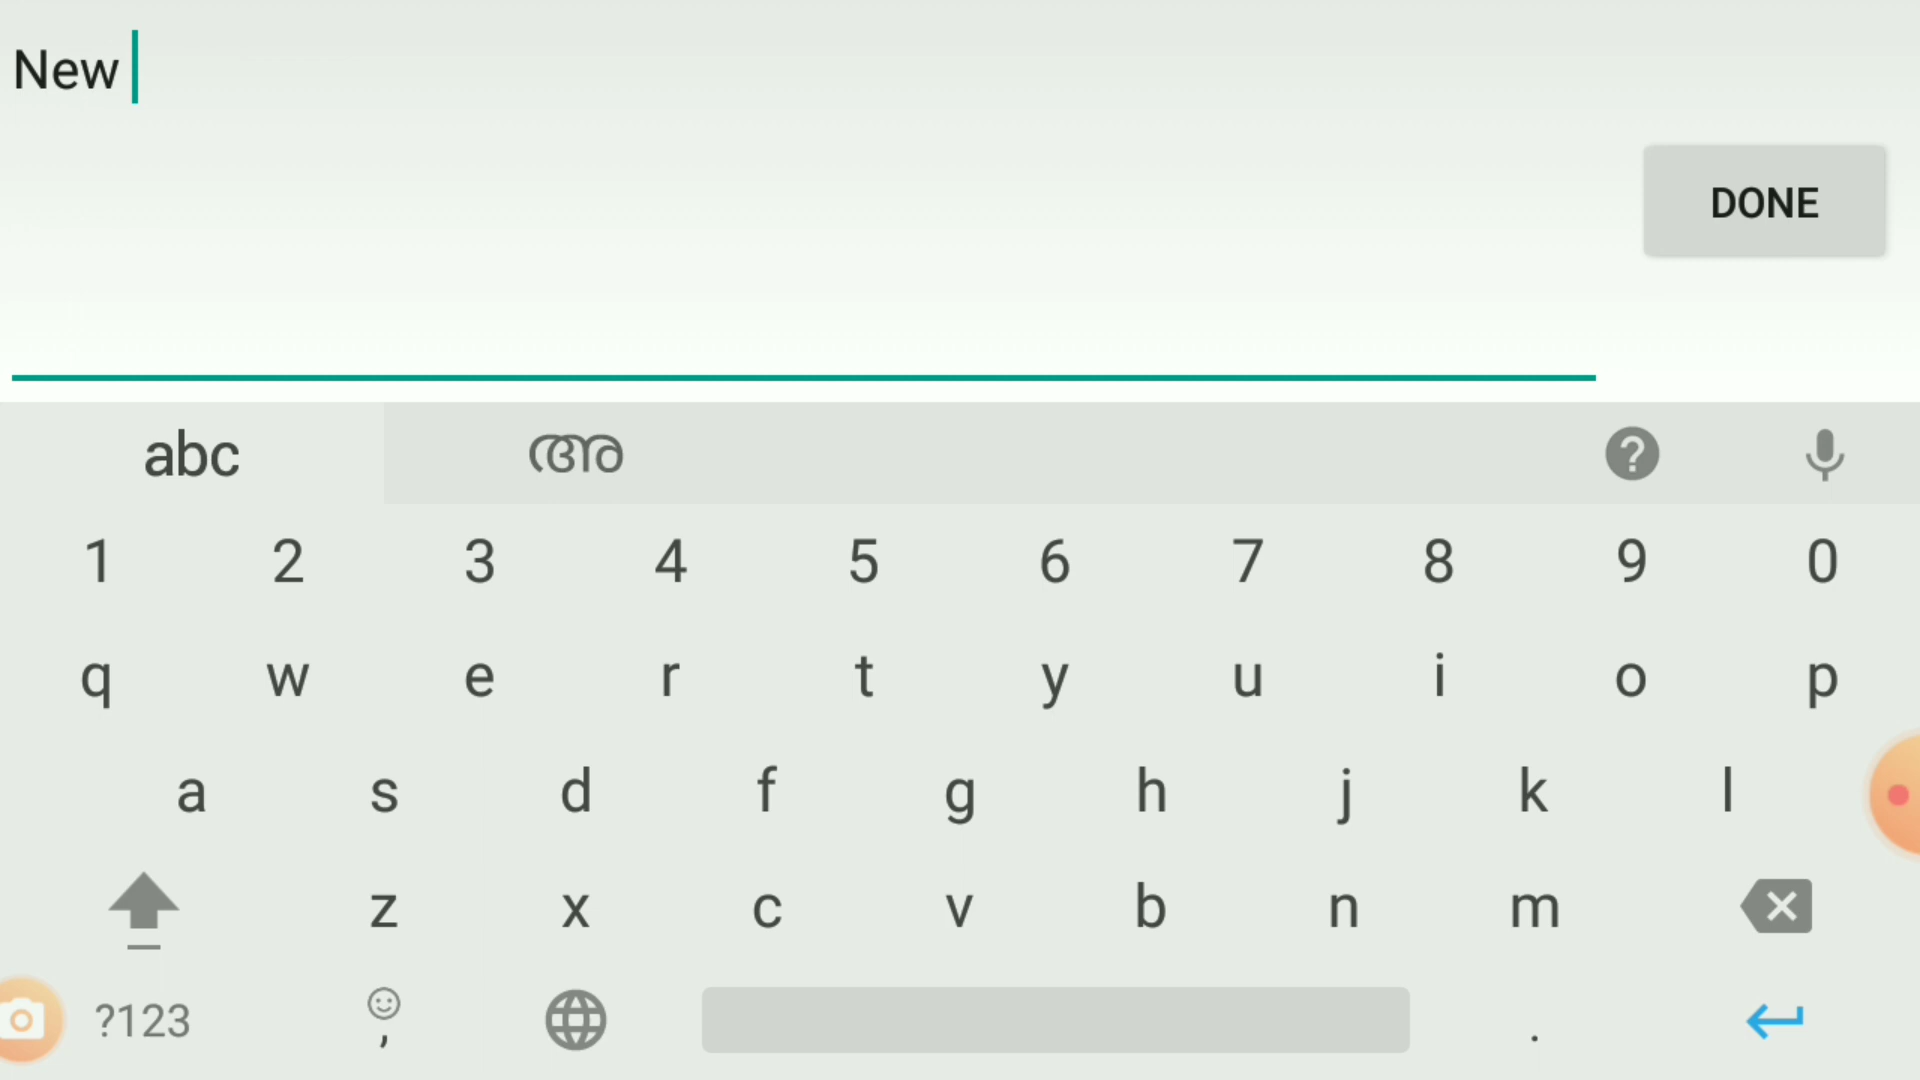 New
DONE
abc അ
1 2 3 4 5 6 7 8 9 0
q w e r t y u i o p
a s d f g h j k l
z x c v b n m
?123 , .